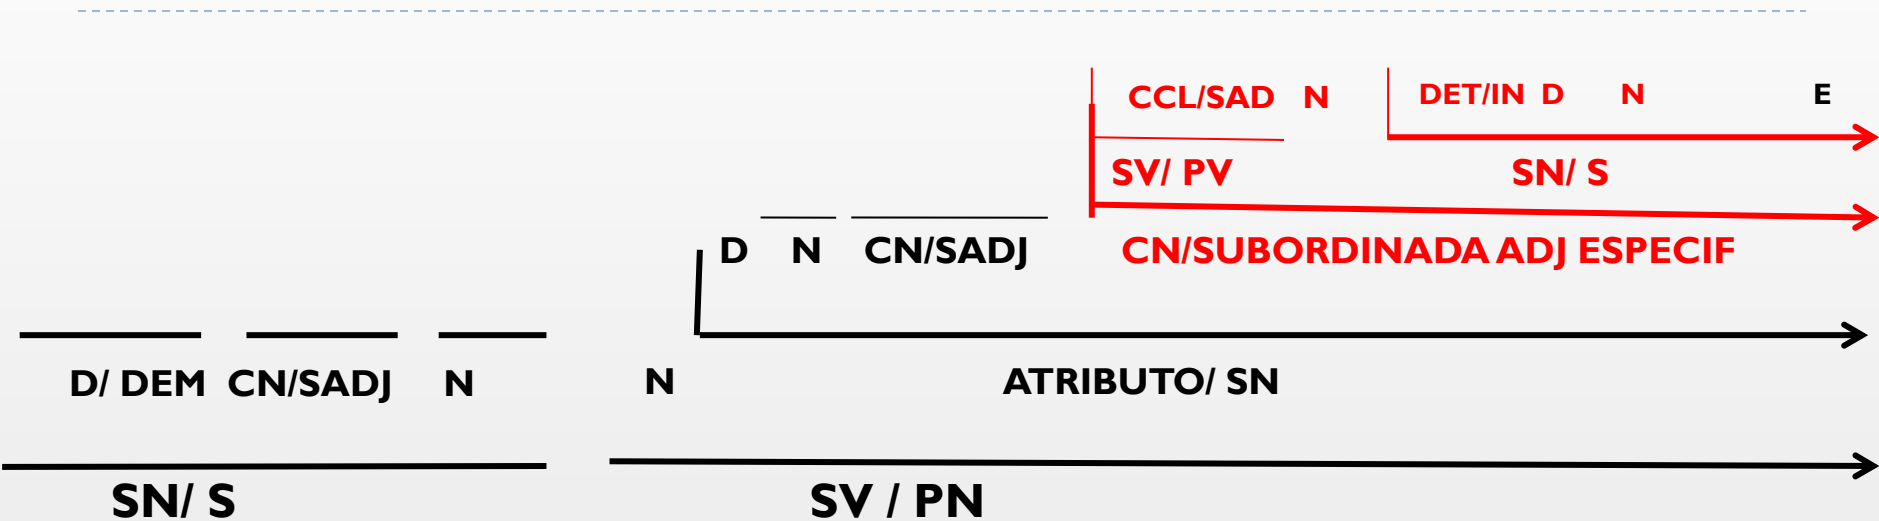 CCL/SAD N DET/IN D N E
SV/ PV SN/ S
D N CN/SADJ CN/SUBORDINADA ADJ ESPECIF
D/ DEM CN/SADJ N N ATRIBUTO/ SN
SN/ S SV / PN